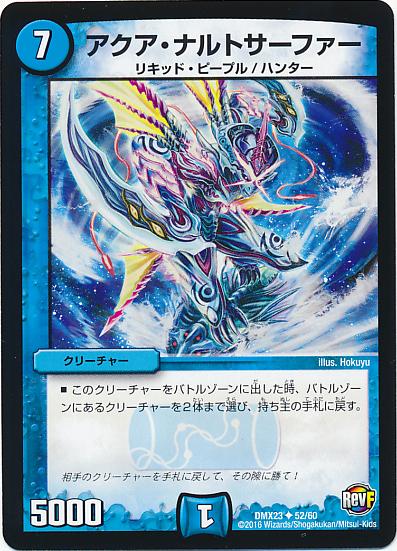 7
アクア・ナルトサーファー
リキッド・ピープル / ハンター
illus. Hokuyu
クリーチャー
■ このクリーチャーをバトルゾーンに出した時、バトルゾー
ンにあるクリーチャーを2体まで選び、持ち主の手札に戻す。
相手のクリーチャーを手札に戻して、その隙に勝て!
RevF
5000
1
DMX23 ◆ 52/60
©2016 Wizards/Shogakukan/Mitsui-Kids